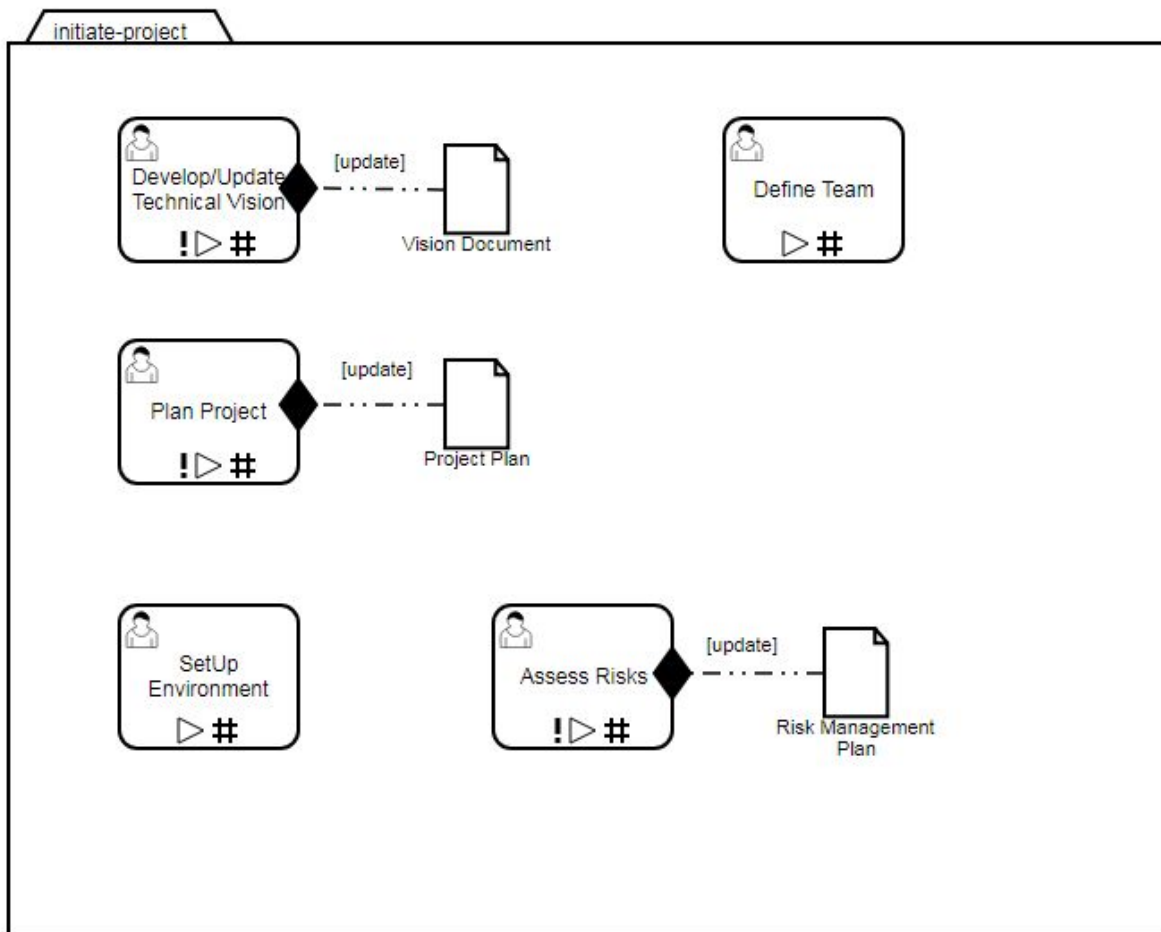 initiate-project
Develop/Update
Technical Vision
! #
[update]
Vision Document
Define Team
#
Plan Project
! #
[update]
Project Plan
SetUp
Environment
#
Assess Risks
! #
[update]
Risk Management
Plan